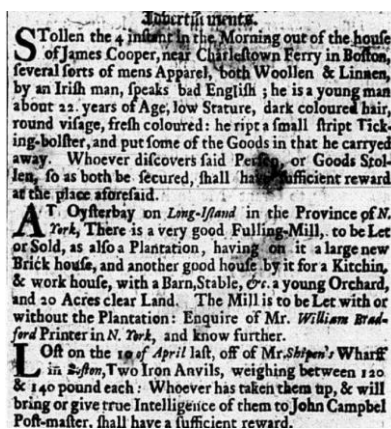 Advertisments.
STollen the 4 instant in the Morning out of the house
of James Cooper, near Charlestown Ferry in Boston,
several sorts of mens Apparel, both Woollen & Linnen,
by an Irish man, speaks bad English ; he is a young man
about 22. years of Age, low Stature, dark coloured hair,
round visage, fresh coloured: he ript a small stript Tick-
ing-bolster, and put some of the Goods in that he carryed
away. Whoever discovers said Person, or Goods Stol-
len, so as both be secured, shall have sufficient reward
at the place aforesaid.
AT Oysterbay on Long-Island in the Province of N.
York, There is a very good Fulling-Mill, to be Let
or Sold, as also a Plantation, having on it a large new
Brick house, and another good house by it for a Kitchin,
& work house, with a Barn, Stable, &c. a young Orchard,
and 20 Acres clear Land. The Mill is to be Let with or
without the Plantation: Enquire of Mr. William Brad-
ford Printer in N. York, and know further.
LOst on the 10 of April last, off of Mr. Shipen's Wharff
in Boston, Two Iron Anvils, weighing between 120
& 140 pound each: Whoever has taken them up, & will
bring or give true Intelligence of them to John Campbel
Post-master, shall have a sufficient reward.